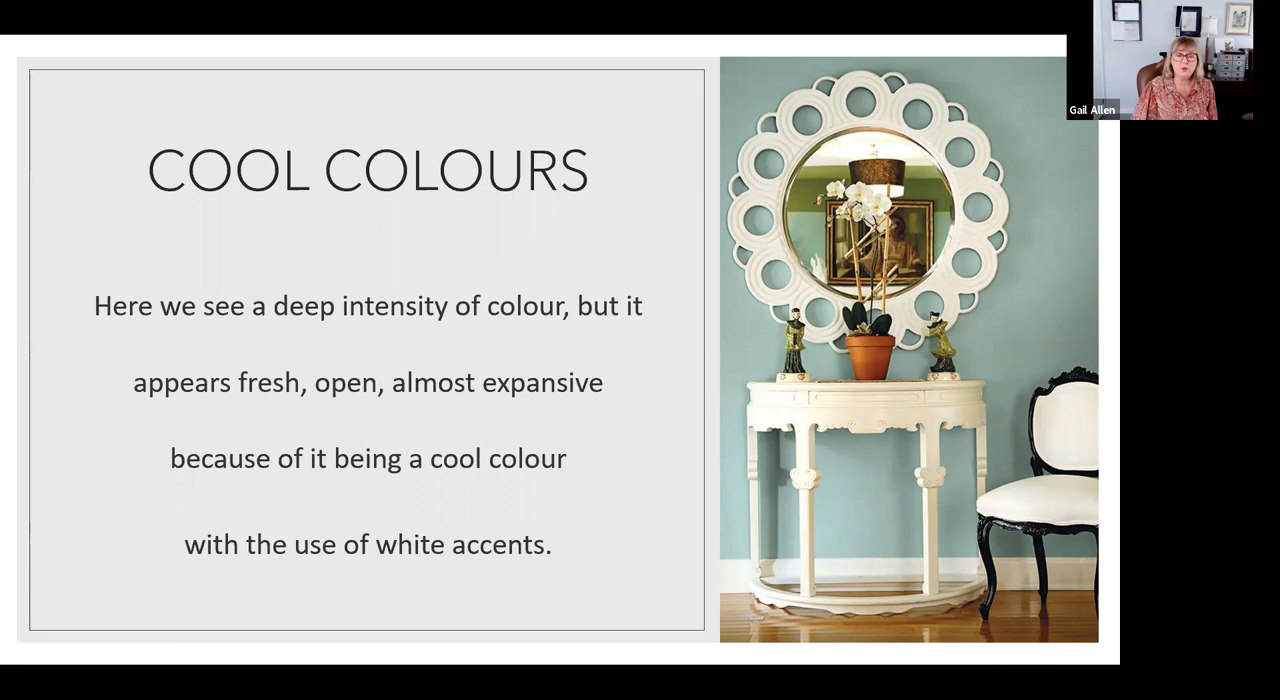 Gail Allen
COOL COLOURS
Here we see a deep intensity of colour, but it
appears fresh, open, almost expansive
because of it being a cool colour
with the use of white accents.